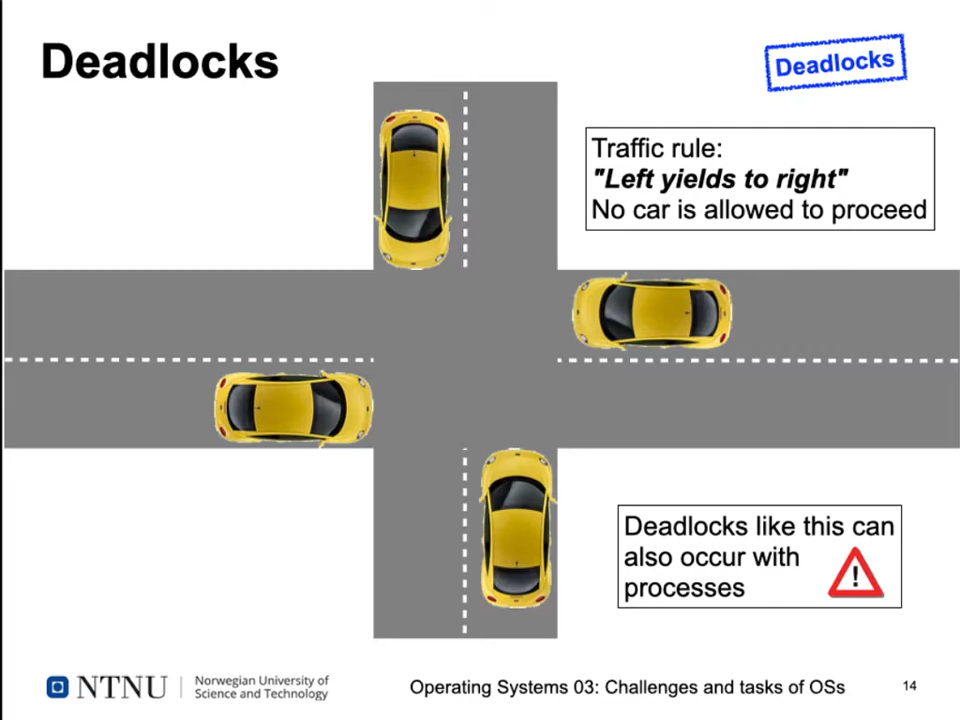 Deadlocks
Deadlocks
Traffic rule:
"Left yields to right"
No car is allowed to proceed
Deadlocks like this can
also occur with
processes
!
NTNU
Norwegian University of
Science and Technology
Operating Systems 03: Challenges and tasks of OSs
14